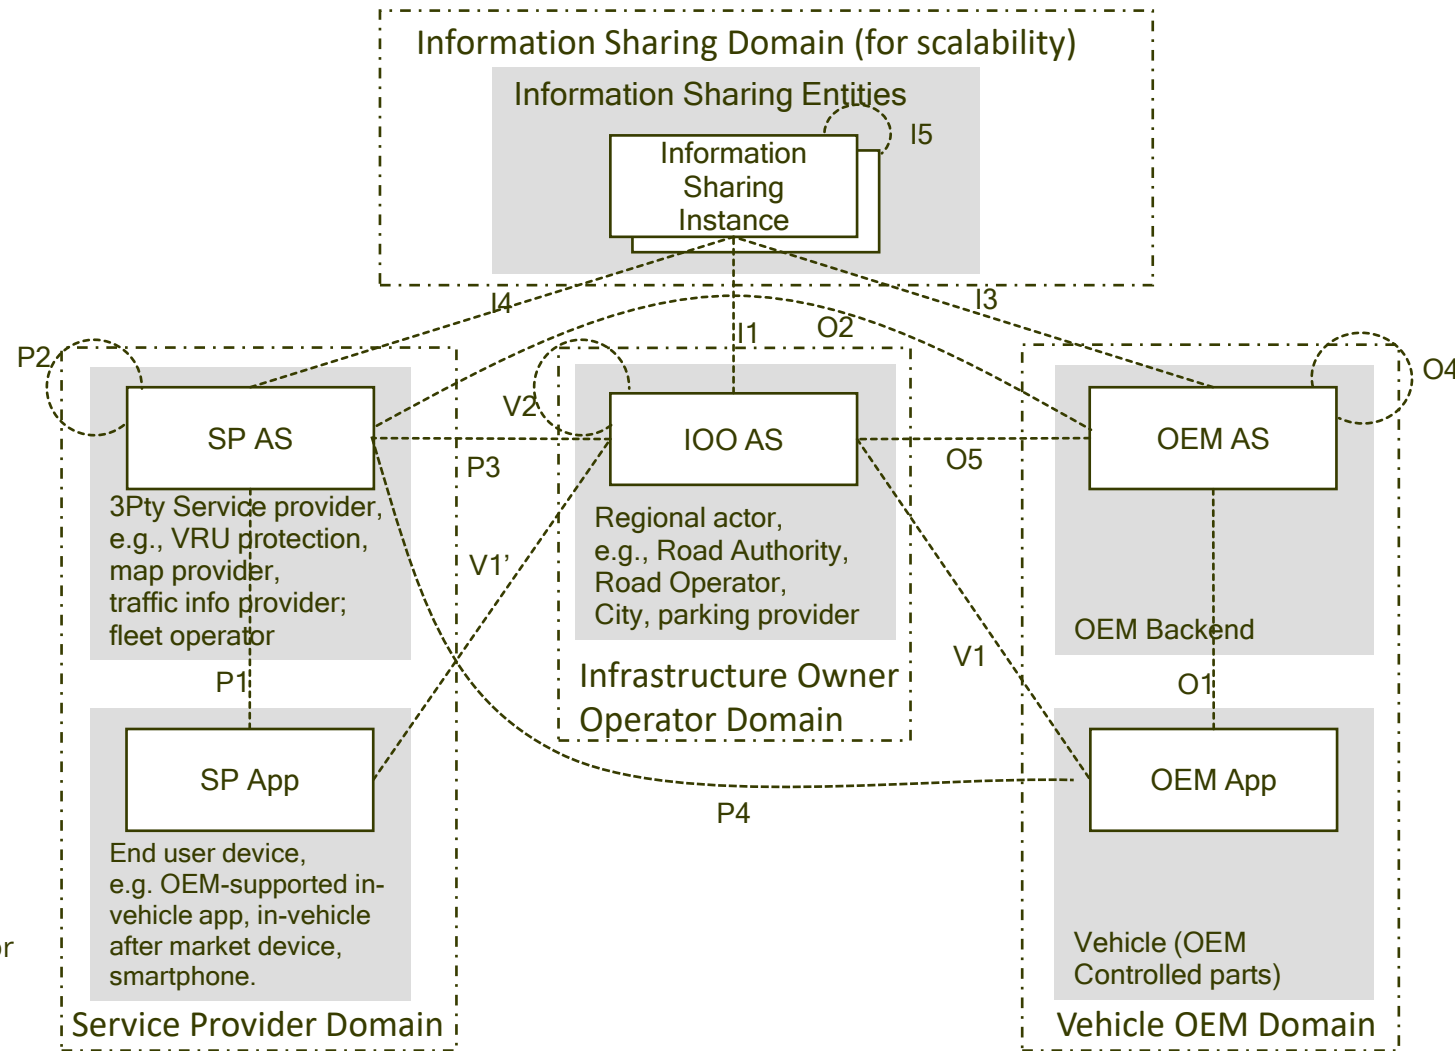 Information Sharing Domain (for scalability)
Information Sharing Entities
I5
Information
Sharing
Instance
I4
I3
I1
O2
P2
O4
V2
SP AS
IOO AS
OEM AS
P3
O5
3Pty Service provider,
e.g., VRU protection,
map provider,
traffic info provider;
fleet operator
V1’
Regional actor,
e.g., Road Authority,
Road Operator,
City, parking provider
OEM Backend
V1
P1
O1
Infrastructure Owner
Operator Domain
SP App
OEM App
P4
End user device,
e.g. OEM-supported in-
vehicle app, in-vehicle
after market device,
smartphone.
or
Vehicle (OEM
Controlled parts)
Service Provider Domain
Vehicle OEM Domain